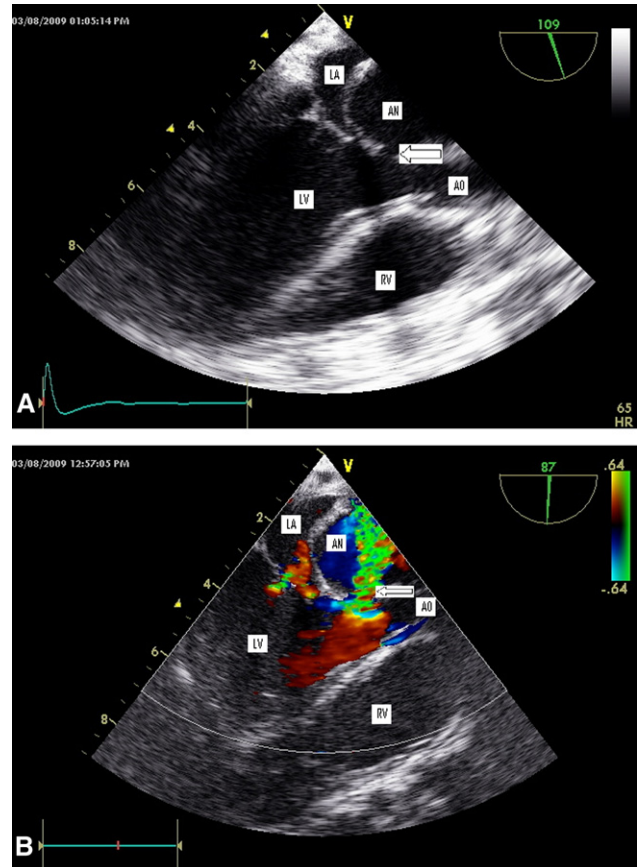 03/08/2009 01:05:14 PM
V
109
2
LA
AN
4
AO
LV
6
RV
8
A
65
HR
03/08/2009 12:57:05 PM
V
87
.64
2
LA
AN
-.64
4
AO
LV
6
RV
8
B